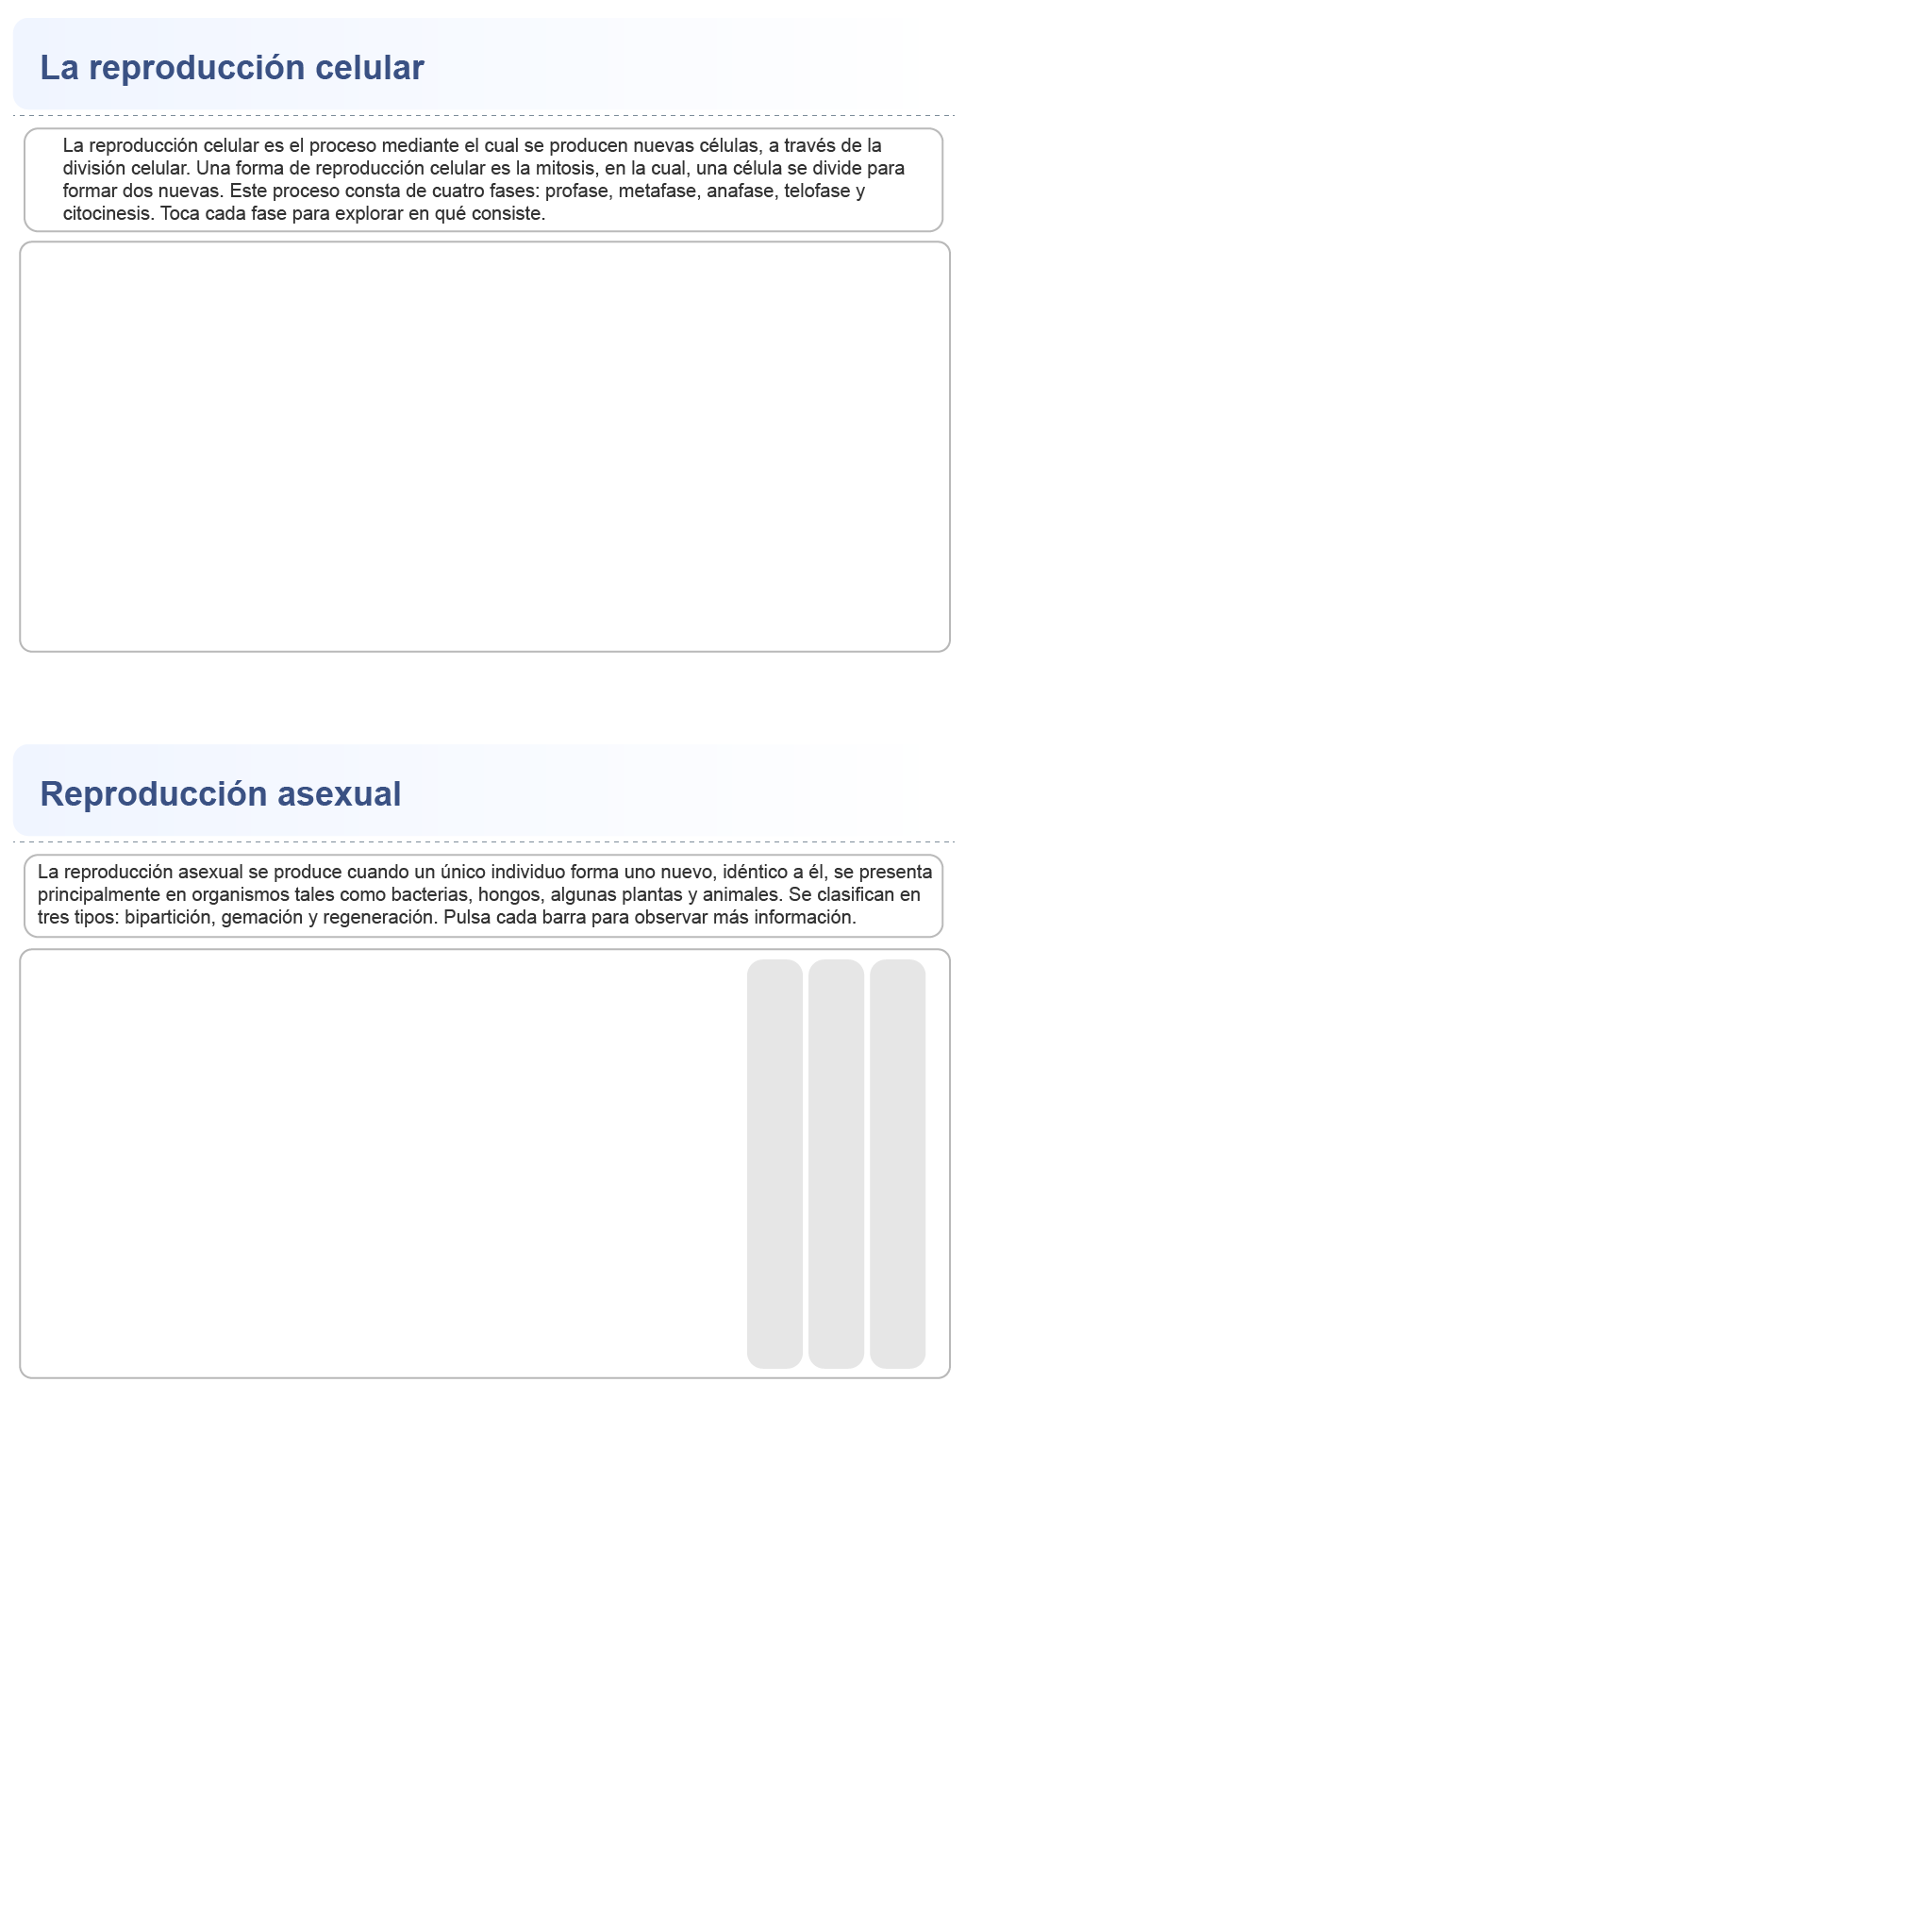 La reproducción celular
La reproducción celular es el proceso mediante el cual se producen nuevas células, a través de la
división celular. Una forma de reproducción celular es la mitosis, en la cual, una célula se divide para
formar dos nuevas. Este proceso consta de cuatro fases: profase, metafase, anafase, telofase y
citocinesis. Toca cada fase para explorar en qué consiste.
Reproducción asexual
La reproducción asexual se produce cuando un único individuo forma uno nuevo, idéntico a él, se presenta
principalmente en organismos tales como bacterias, hongos, algunas plantas y animales. Se clasifican en
tres tipos: bipartición, gemación y regeneración. Pulsa cada barra para observar más información.